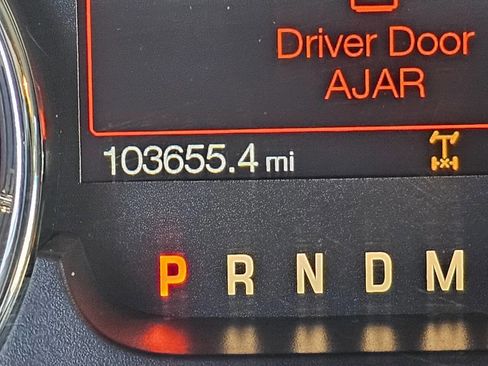 Driver Door
AJAR
103655.4 mi
P R N D M